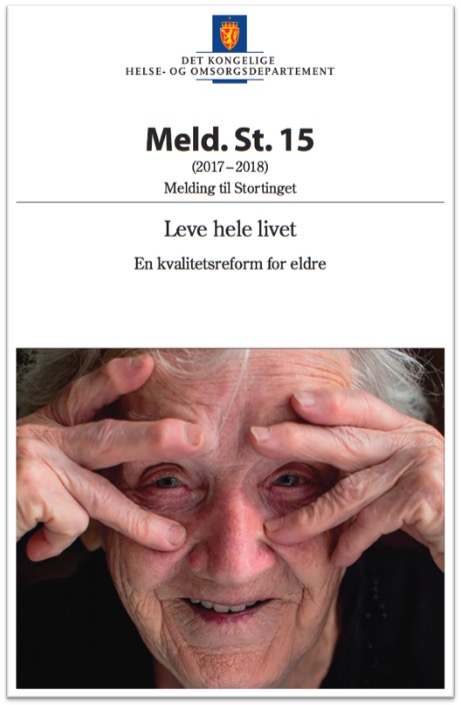 DET KONGELIGE
HELSE- OG OMSORGSDEPARTEMENT
Meld. St. 15
(2017–2018)
Melding til Stortinget
Leve hele livet
En kvalitetsreform for eldre